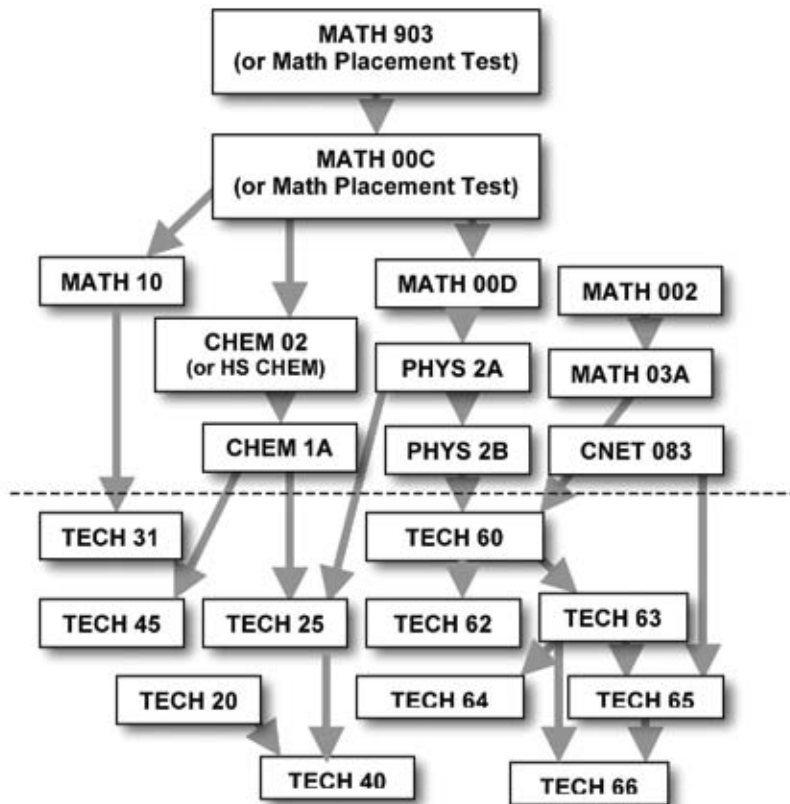 MATH 903
(or Math Placement Test)
MATH 00C
(or Math Placement Test)
MATH 10
MATH 00D
MATH 002
CHEM 02
(or HS CHEM)
PHYS 2A
MATH 03A
CHEM 1A
PHYS 2B
CNET 083
TECH 31
TECH 60
TECH 45
TECH 25
TECH 62
TECH 63
TECH 20
TECH 64
TECH 65
TECH 40
TECH 66